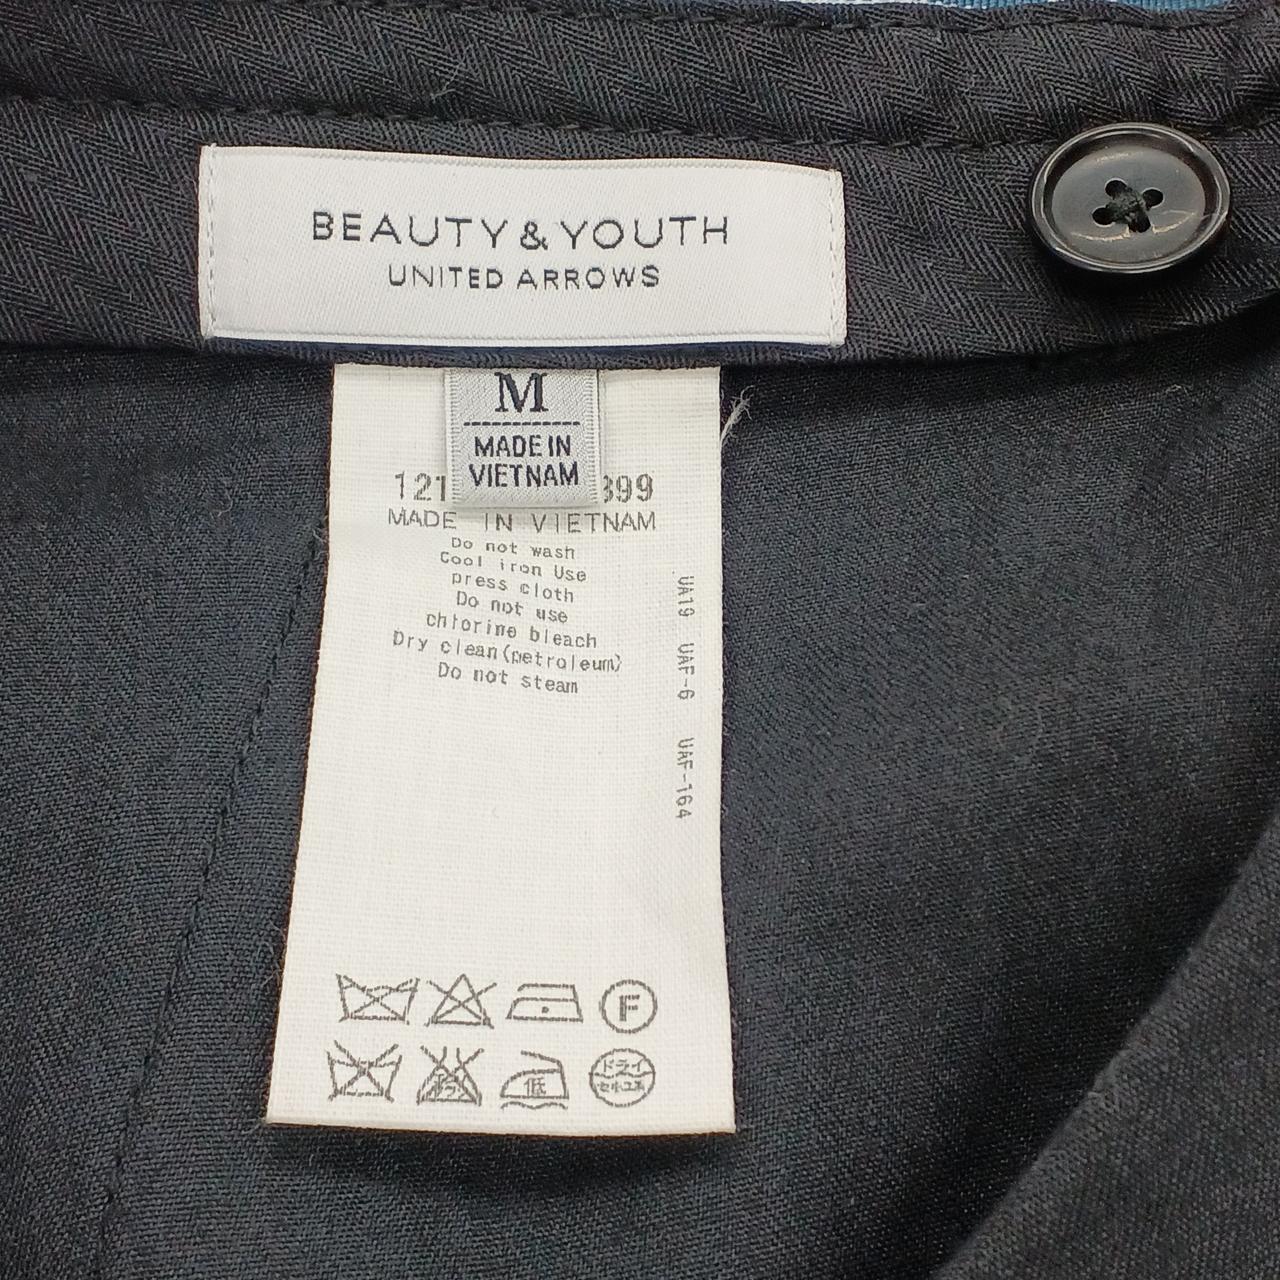 BEAUTY & YOUTH
UNITED ARROWS
M
MADE IN
VIETNAM
121 399
MADE IN VIETNAM
Do not wash
Cool iron Use
press cloth
Do not use
chlorine bleach
Dry clean(petroleum)
Do not steam
UA19 UAF-6 UAF-164
F
低
ドライ
セキユ系